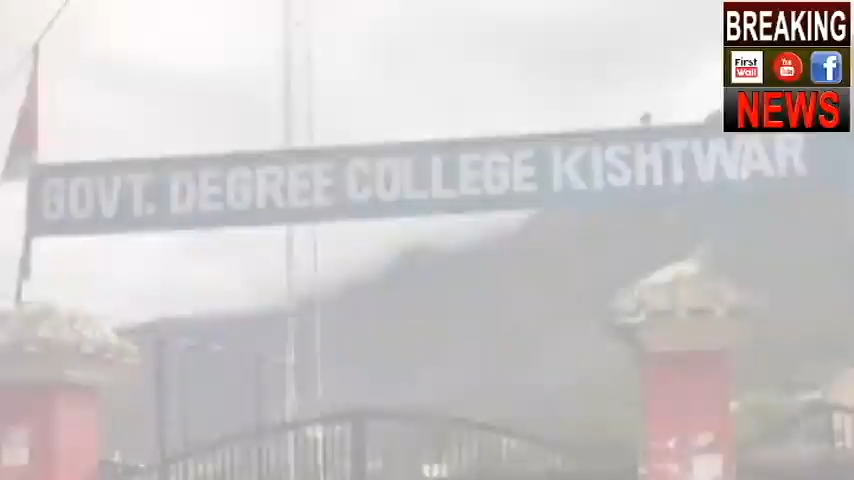 BREAKING
First Wall
You Tube
f
NEWS
GOVT. DEGREE COLLEGE KISHTWAR